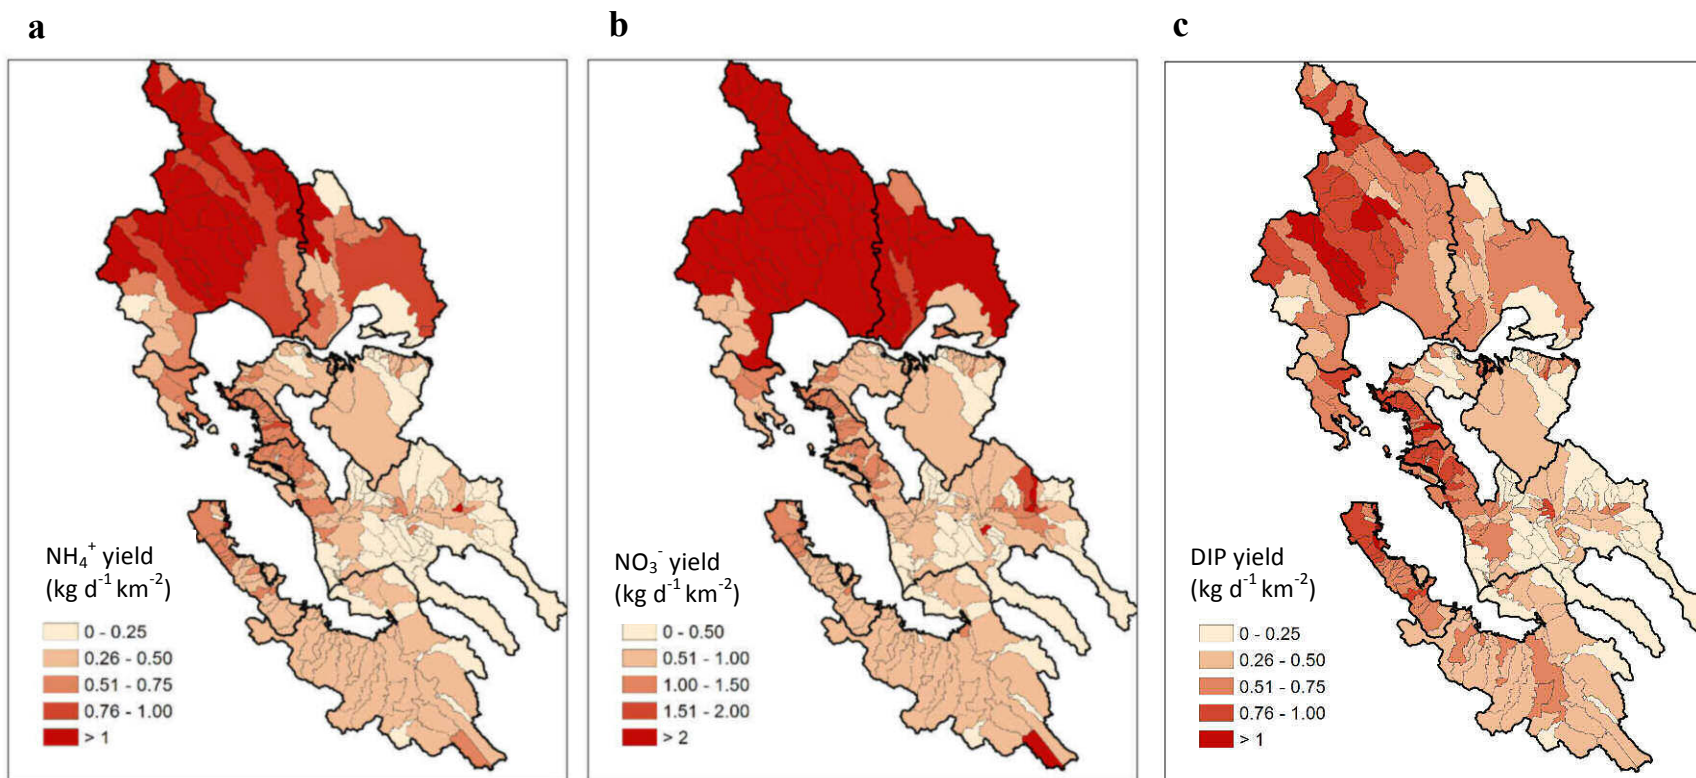 a
b
c
NH₄⁺ yield
(kg d⁻¹ km⁻²)
0 - 0.25
0.26 - 0.50
0.51 - 0.75
0.76 - 1.00
> 1
NO₃⁻ yield
(kg d⁻¹ km⁻²)
0 - 0.50
0.51 - 1.00
1.00 - 1.50
1.51 - 2.00
> 2
DIP yield
(kg d⁻¹ km⁻²)
0 - 0.25
0.26 - 0.50
0.51 - 0.75
0.76 - 1.00
> 1